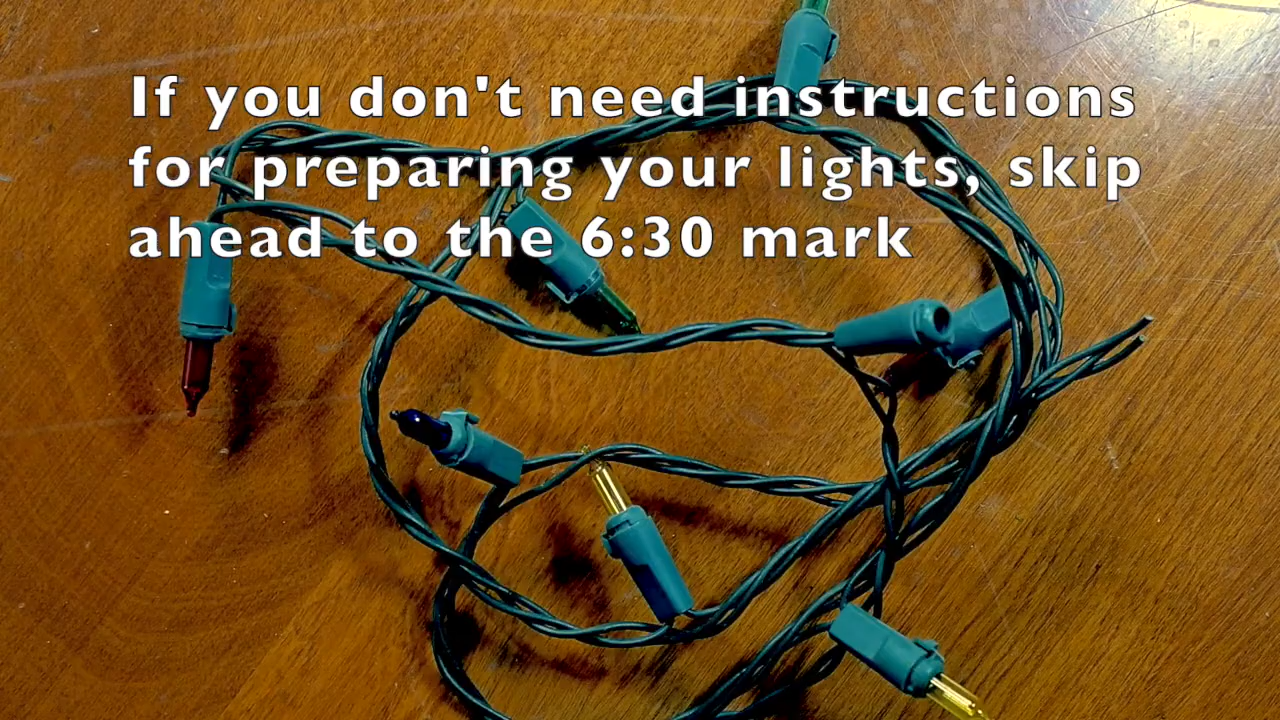 If you don't need instructions
for preparing your lights, skip
ahead to the 6:30 mark